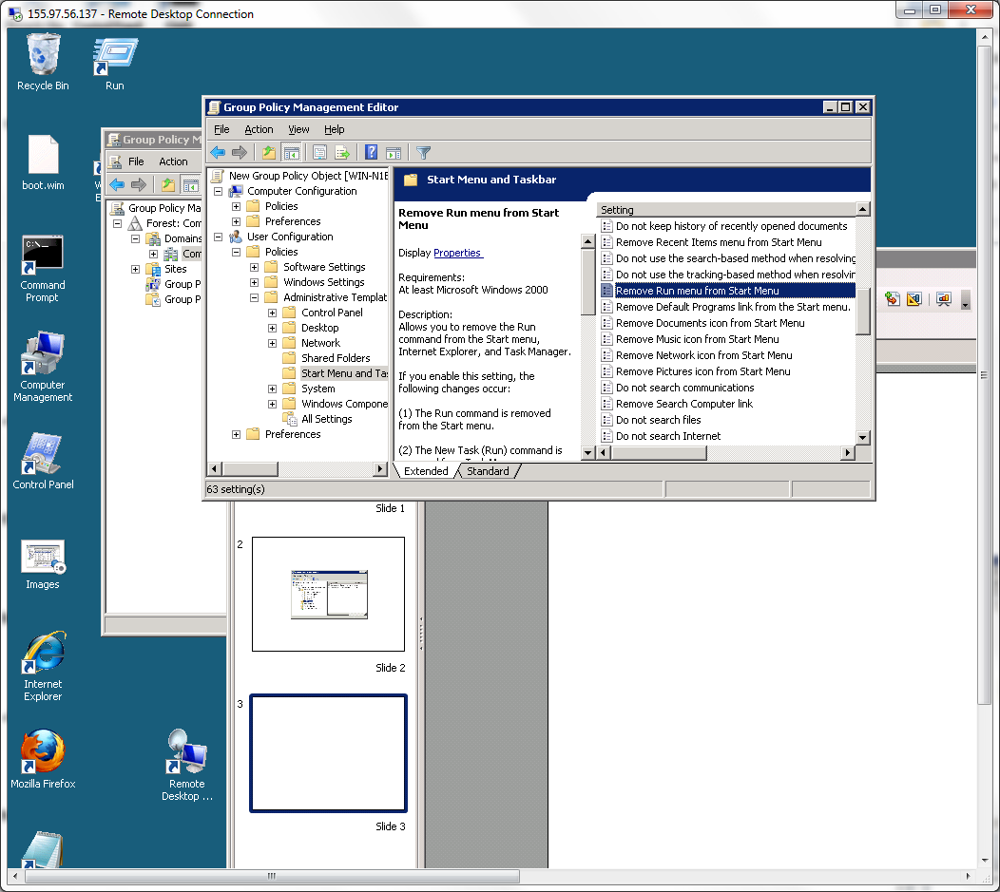 155.97.56.137 - Remote Desktop Connection
Recycle Bin
Run
boot.wim
Command
Prompt
Computer
Management
Control Panel
Images
Internet
Explorer
Mozilla Firefox
Remote
Desktop ...
W
E
Group Policy M
File
Action
Group Policy Ma
Forest: Com
Domains
Com
Sites
Group P
Group P
Group Policy Management Editor
File
Action
View
Help
New Group Policy Object [WIN-N1E
Computer Configuration
Policies
Preferences
User Configuration
Policies
Software Settings
Windows Settings
Administrative Templat
Control Panel
Desktop
Network
Shared Folders
Start Menu and Tas
System
Windows Compone
All Settings
Preferences
Start Menu and Taskbar
Remove Run menu from Start
Menu
Display Properties
Requirements:
At least Microsoft Windows 2000
Description:
Allows you to remove the Run
command from the Start menu,
Internet Explorer, and Task Manager.
If you enable this setting, the
following changes occur:
(1) The Run command is removed
from the Start menu.
(2) The New Task (Run) command is
Setting
Do not keep history of recently opened documents
Remove Recent Items menu from Start Menu
Do not use the search-based method when resolving
Do not use the tracking-based method when resolvin
Remove Run menu from Start Menu
Remove Default Programs link from the Start menu.
Remove Documents icon from Start Menu
Remove Music icon from Start Menu
Remove Network icon from Start Menu
Remove Pictures icon from Start Menu
Do not search communications
Remove Search Computer link
Do not search files
Do not search Internet
Extended
Standard
63 setting(s)
Slide 1
2
Slide 2
3
Slide 3